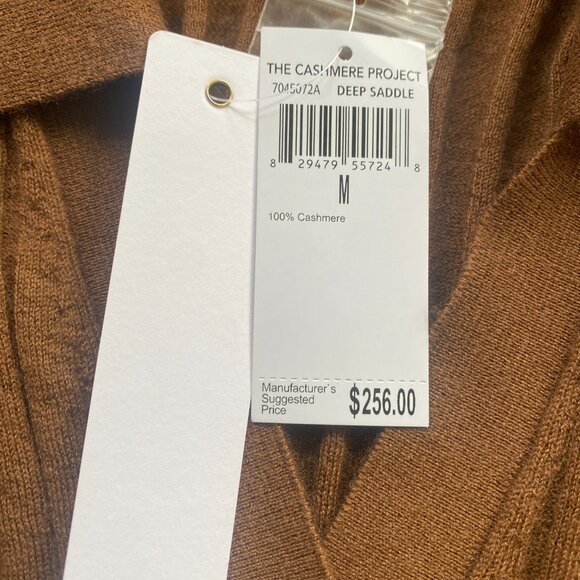 THE CASHMERE PROJECT
7045072A DEEP SADDLE
8 29479 55724 8
M
100% Cashmere
Manufacturer`s
Suggested
Price
$256.00